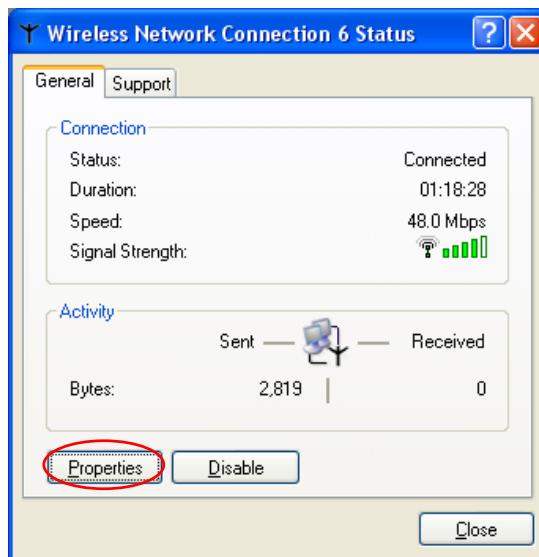 Wireless Network Connection 6 Status
General Support
Connection
Status: Connected
Duration: 01:18:28
Speed: 48.0 Mbps
Signal Strength:
Activity
Sent Received
Bytes: 2,819 0
Properties Disable
Close